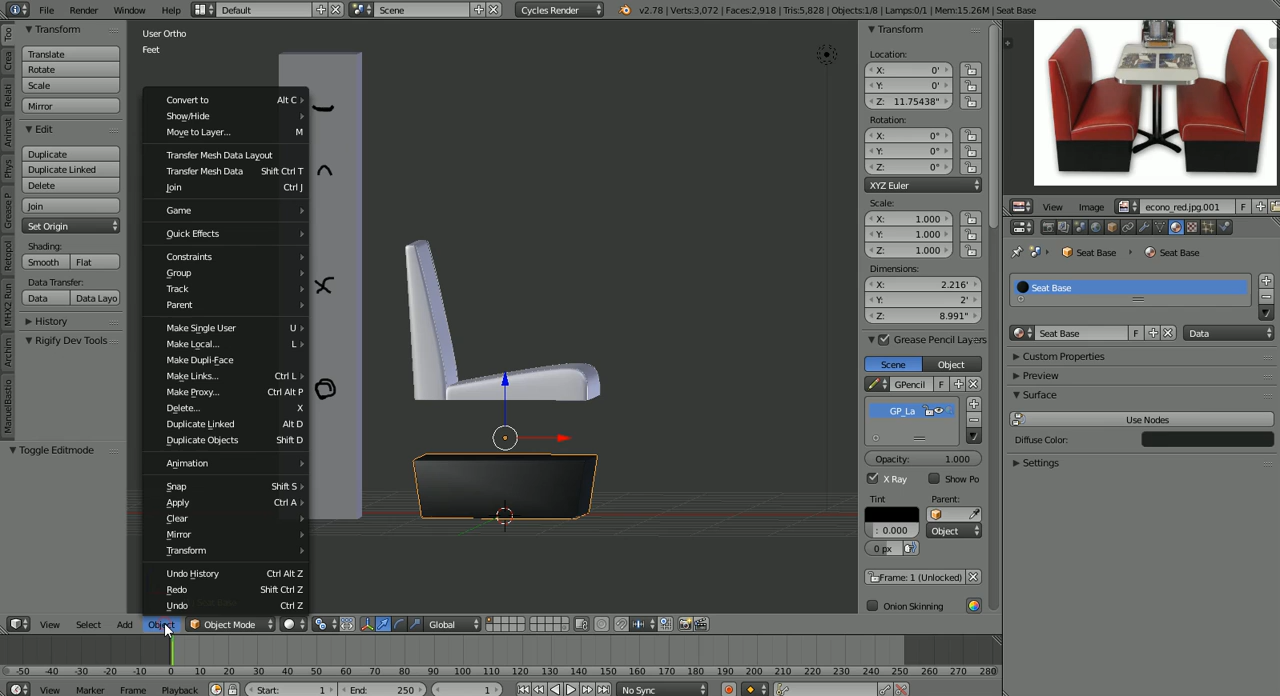 File Render Window Help Default Scene Cycles Render v2.78 | Verts:3,072 | Faces:2,918 | Tris:5,828 | Objects:1/8 | Lamps:0/1 | Mem:15.26M | Seat Base
Transform
Translate
Rotate
Scale
Mirror
Edit
Duplicate
Duplicate Linked
Delete
Join
Set Origin
Shading:
Smooth Flat
Data Transfer:
Data Data Layo
History
Rigify Dev Tools
Toggle Editmode
Too
Crea
Relati
Animat
Phys
Grease P
Retopol
MHX2 Run
Archim
ManuelBastio
User Ortho
Feet
Convert to Alt C
Show/Hide
Move to Layer... M
Transfer Mesh Data Layout
Transfer Mesh Data Shift Ctrl T
Join Ctrl J
Game
Quick Effects
Constraints
Group
Track
Parent
Make Single User U
Make Local... L
Make Dupli-Face
Make Links... Ctrl L
Make Proxy... Ctrl Alt P
Delete... X
Duplicate Linked Alt D
Duplicate Objects Shift D
Animation
Snap Shift S
Apply Ctrl A
Clear
Mirror
Transform
Undo History Ctrl Alt Z
Redo Shift Ctrl Z
Undo Ctrl Z
View Select Add Object Object Mode Global
Transform
Location:
X: 0'
Y: 0'
Z: 11.75438"
Rotation:
X: 0°
Y: 0°
Z: 0°
XYZ Euler
Scale:
X: 1.000
Y: 1.000
Z: 1.000
Dimensions:
X: 2.216'
Y: 2'
Z: 8.991"
Grease Pencil Layers
Scene Object
GPencil F
GP_La
Opacity: 1.000
X Ray Show Po
Tint Parent:
: 0.000 Object
0 px
Frame: 1 (Unlocked)
Onion Skinning
View Image econo_red.jpg.001 F
Seat Base Seat Base
Seat Base
Seat Base F Data
Custom Properties
Preview
Surface
Use Nodes
Diffuse Color:
Settings
-50 -40 -30 -20 -10 0 10 20 30 40 50 60 70 80 90 100 110 120 130 140 150 160 170 180 190 200 210 220 230 240 250 260 270 280
View Marker Frame Playback Start: 1 End: 250 1 No Sync